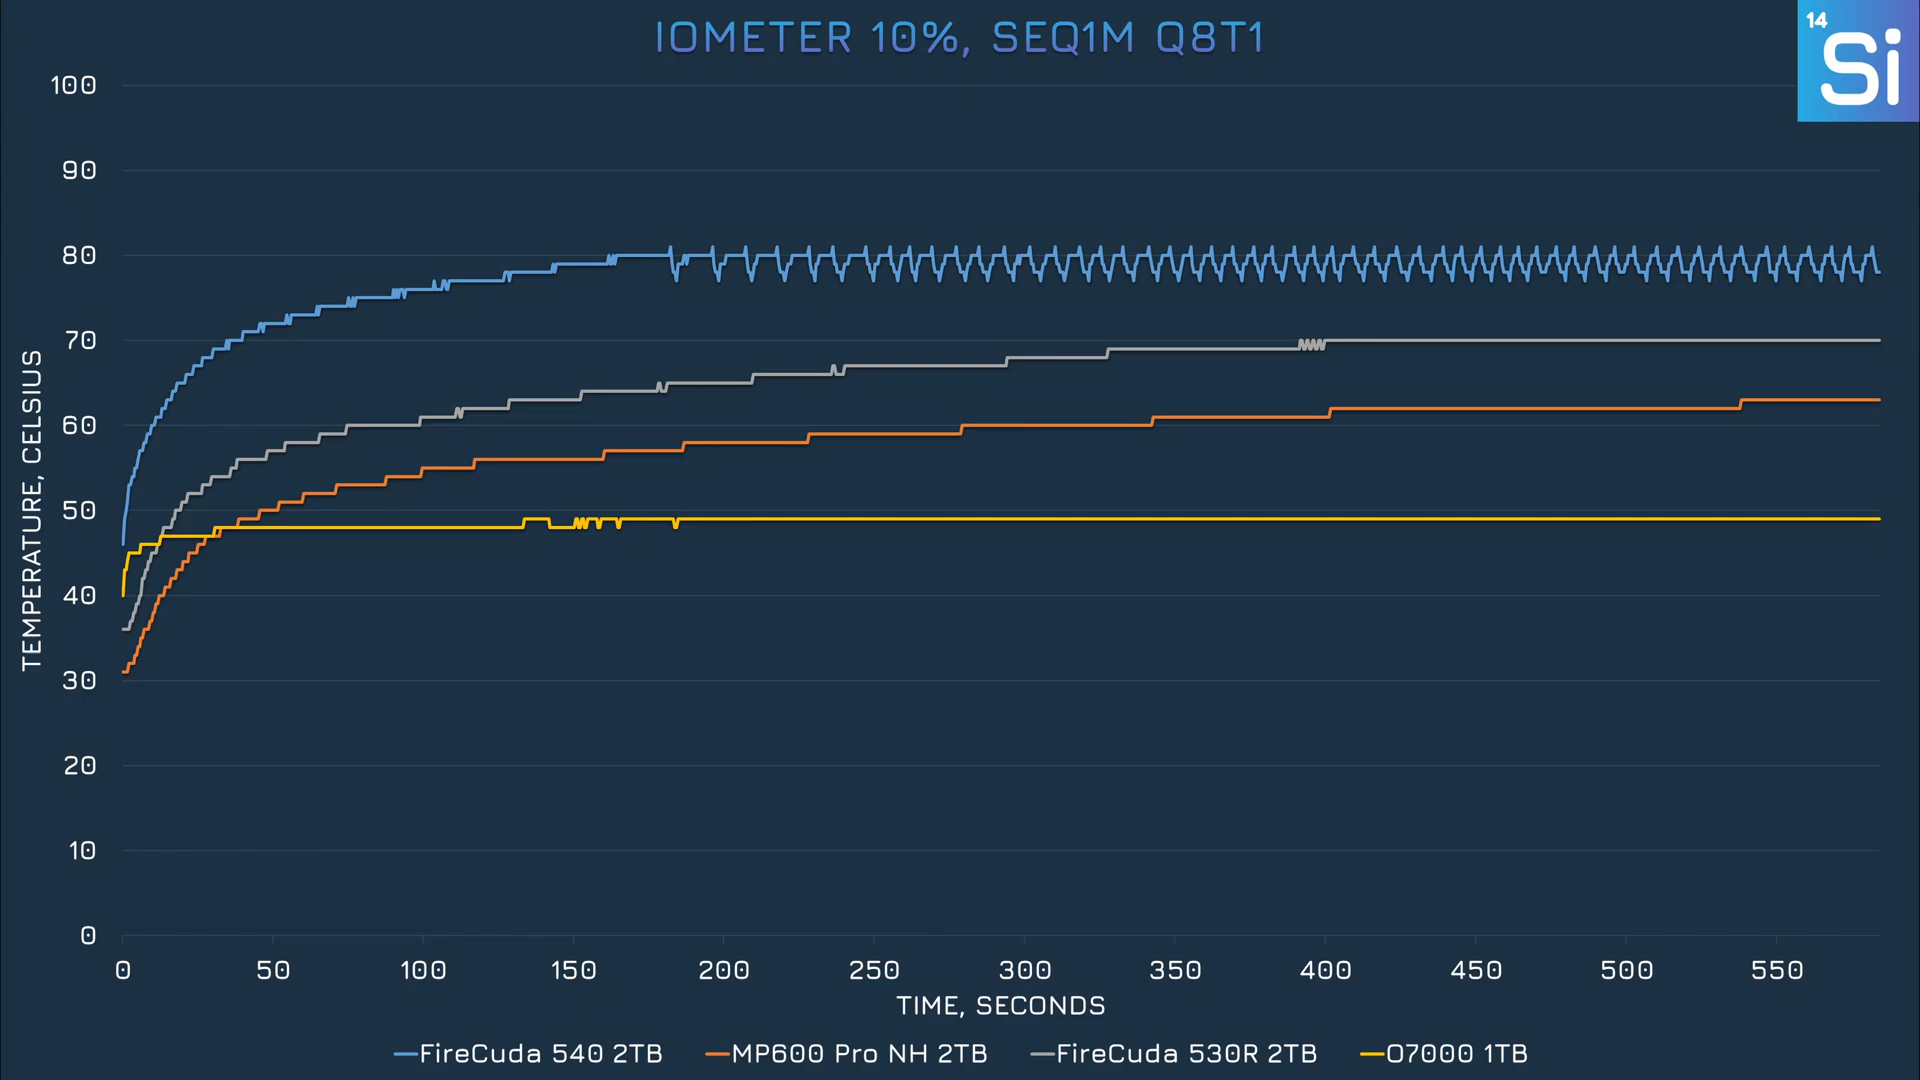 IOMETER 10%, SEQ1M Q8T1
14
Si
100
90
80
70
60
50
40
30
20
10
0
TEMPERATURE, CELSIUS
0 50 100 150 200 250 300 350 400 450 500 550
TIME, SECONDS
FireCuda 540 2TB MP600 Pro NH 2TB FireCuda 530R 2TB O7000 1TB